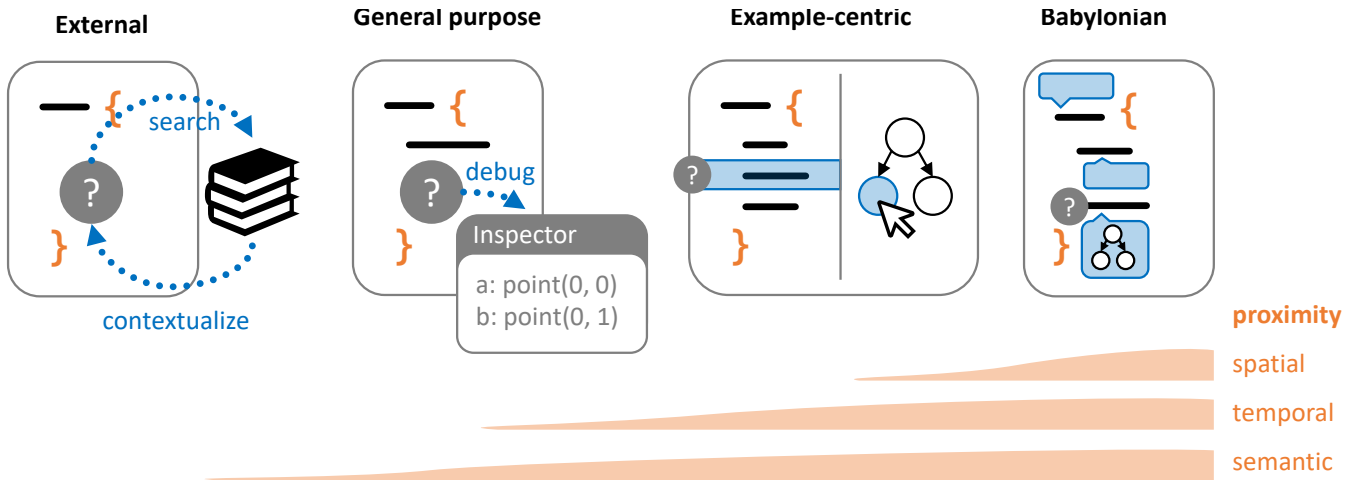 External
General purpose
Example-centric
Babylonian
{
search
?
}
contextualize
{
?
debug
}
Inspector
a: point(0, 0)
b: point(0, 1)
{
?
}
{
?
}
proximity
spatial
temporal
semantic